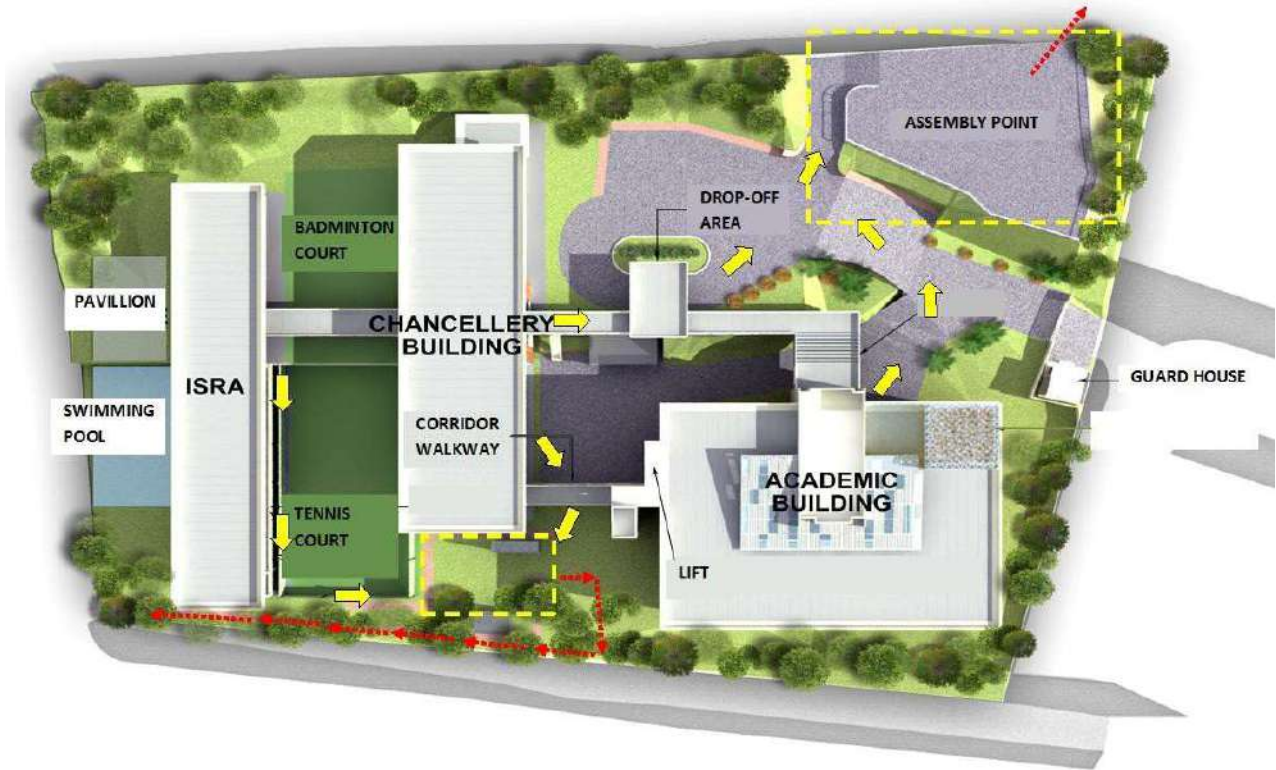 ASSEMBLY POINT
DROP-OFF
AREA
BADMINTON
COURT
PAVILLION
CHANCELLERY
BUILDING
ISRA
GUARD HOUSE
SWIMMING
POOL
CORRIDOR
WALKWAY
ACADEMIC
BUILDING
TENNIS
COURT
LIFT